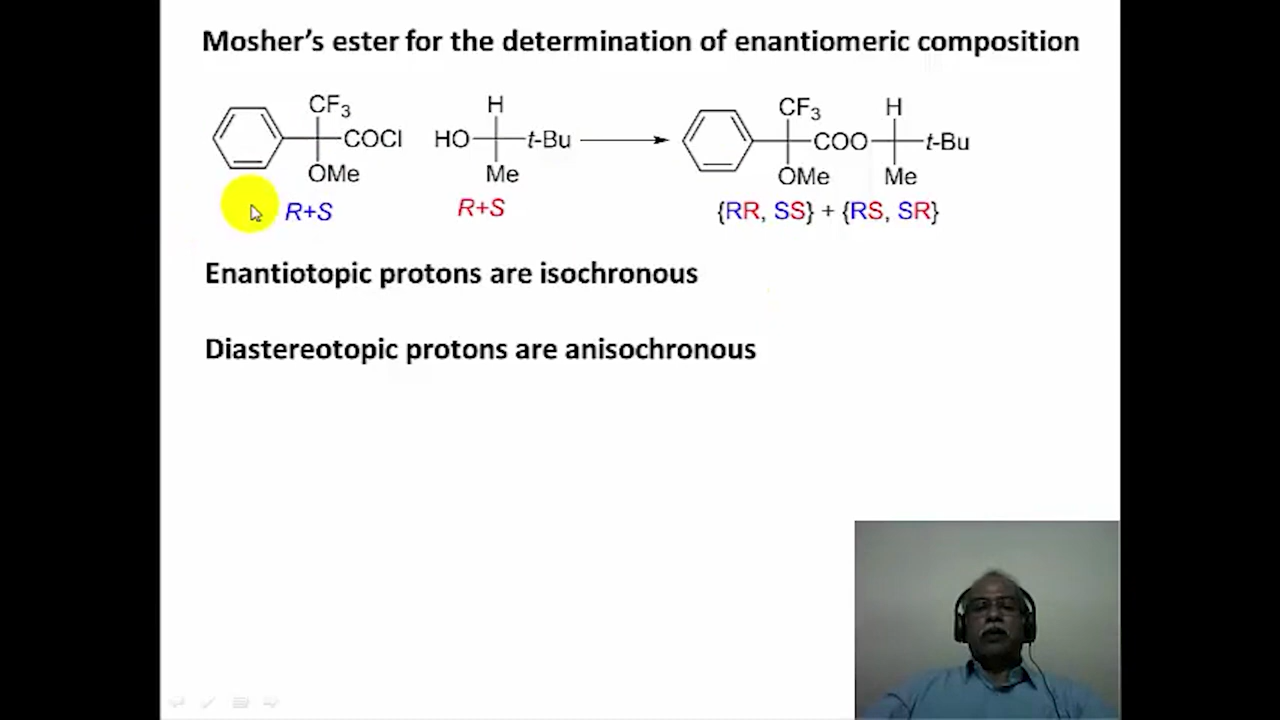 Mosher's ester for the determination of enantiomeric composition
CF3 H CF3 H
COCl HO t-Bu COO t-Bu
OMe Me OMe Me
R+S R+S {RR, SS} + {RS, SR}
Enantiotopic protons are isochronous
Diastereotopic protons are anisochronous